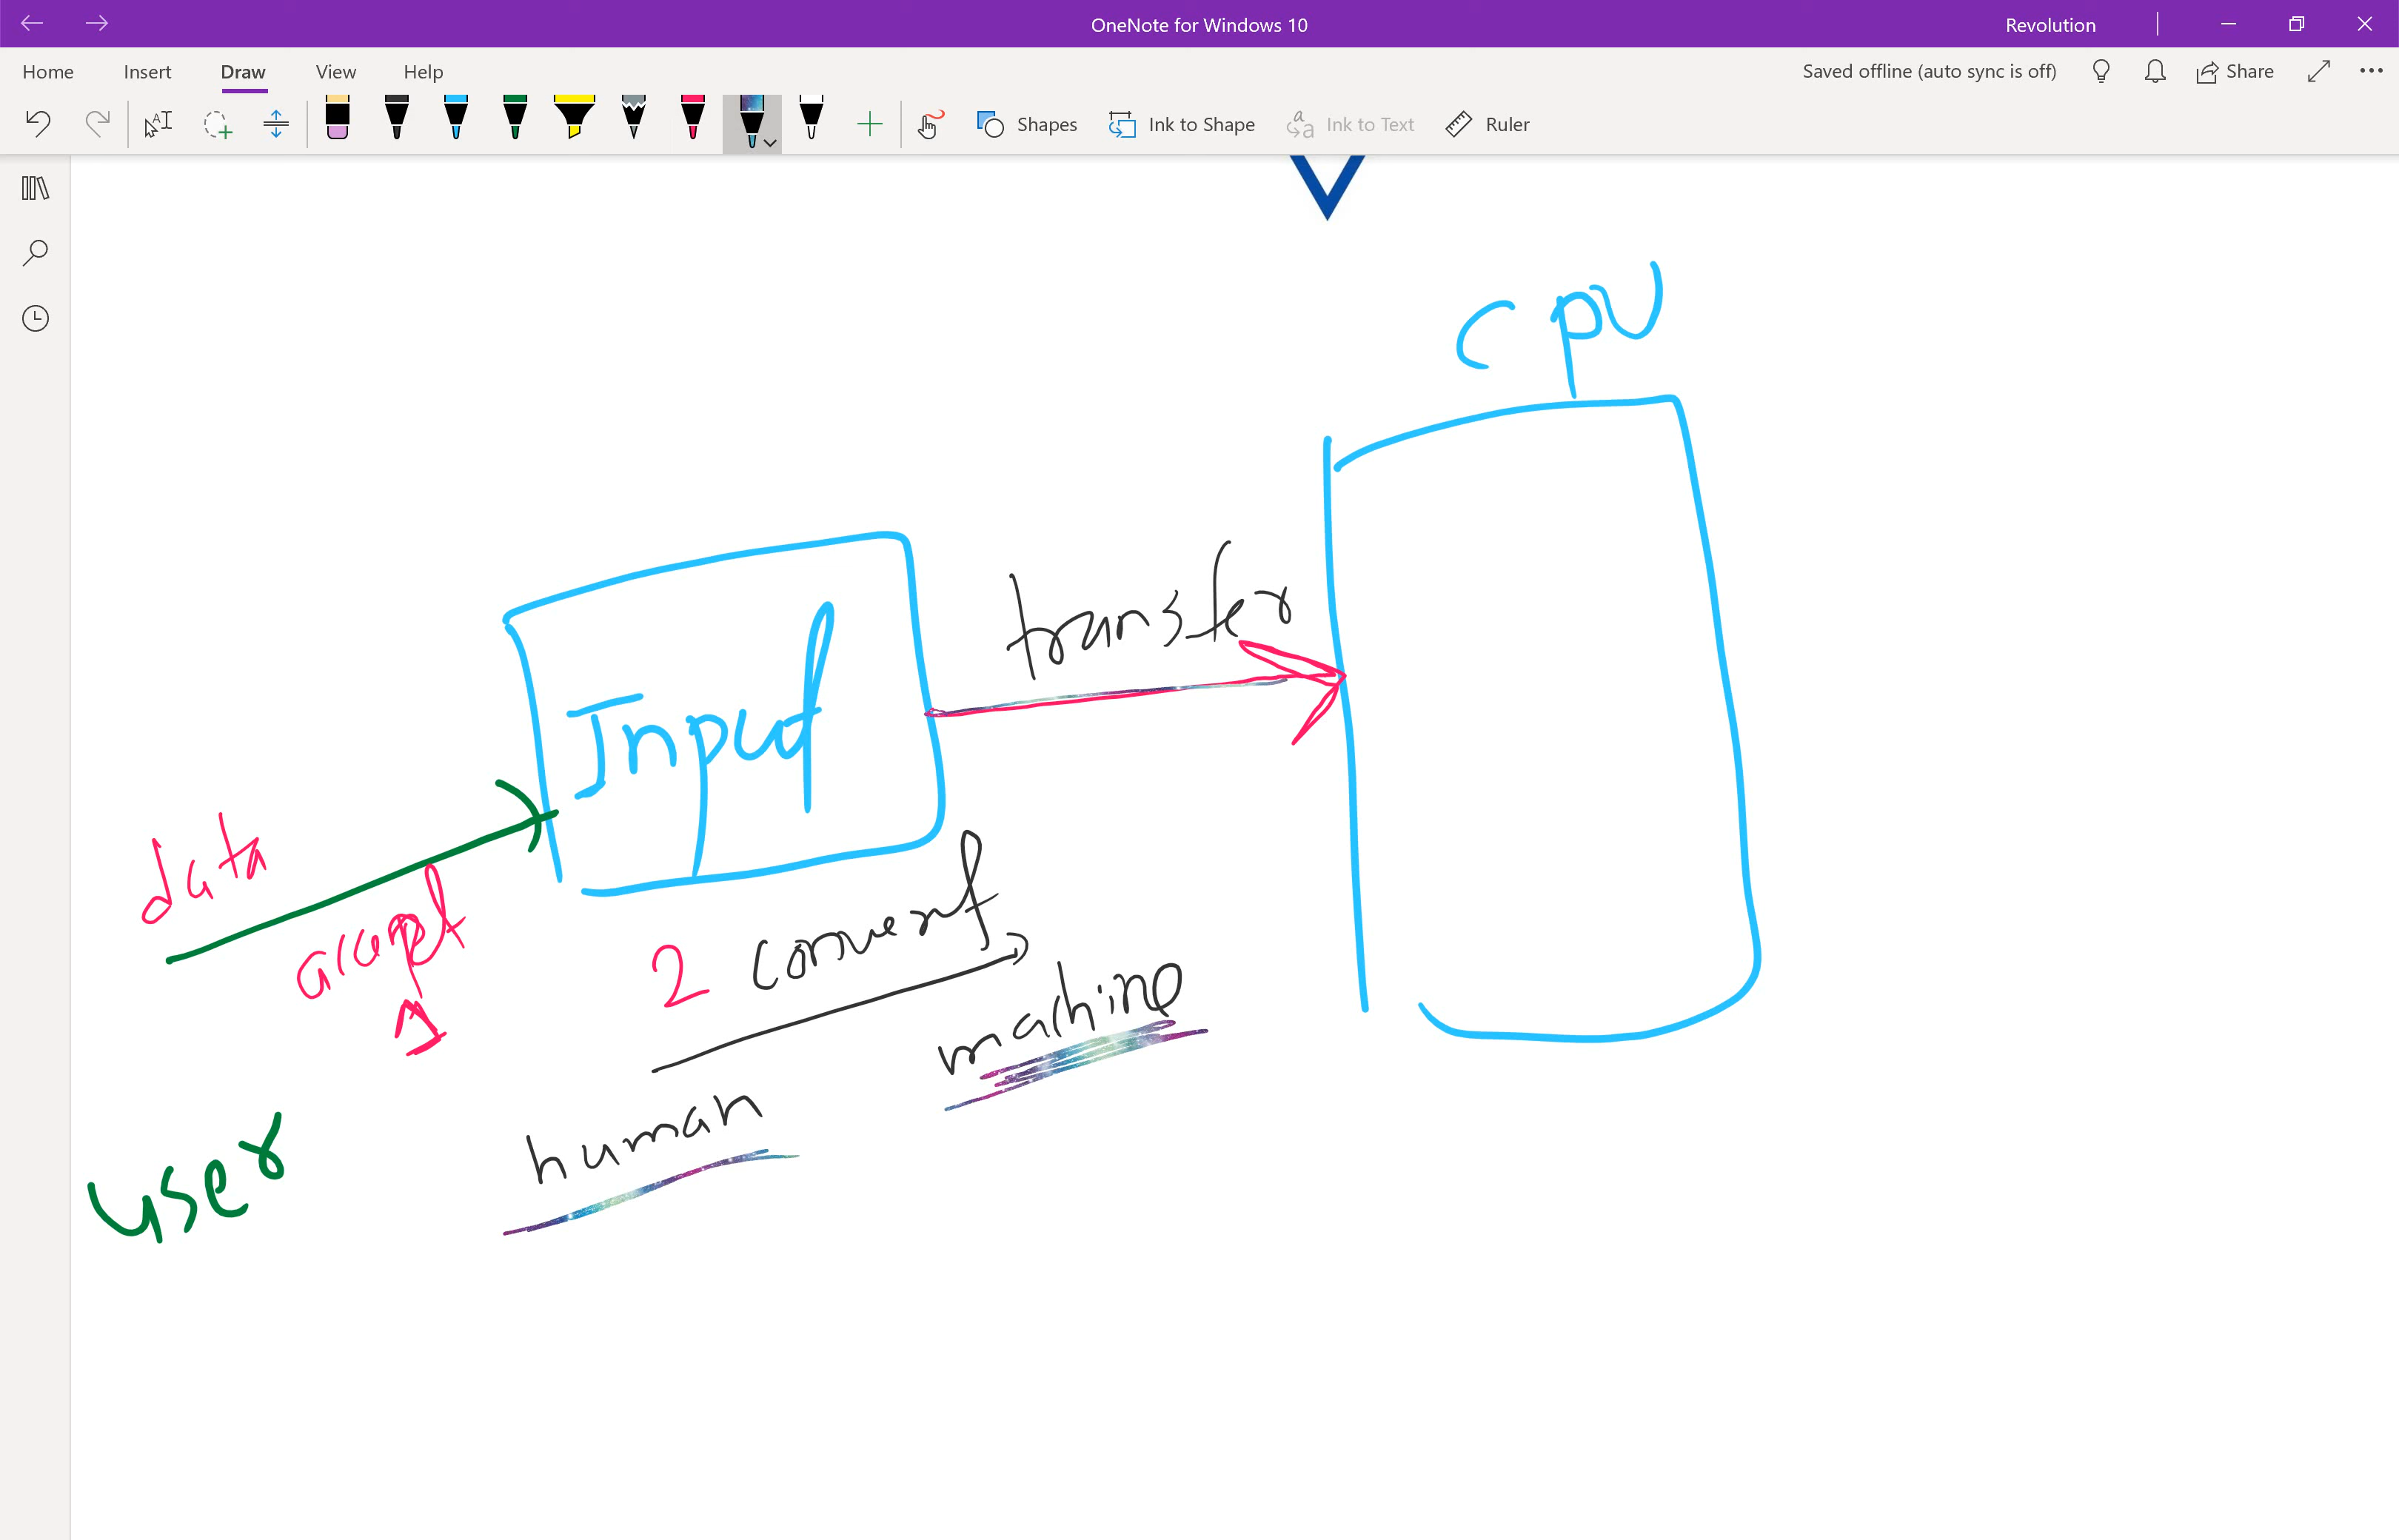 OneNote for Windows 10
Revolution
Home Insert Draw View Help
Saved offline (auto sync is off) Share
Shapes Ink to Shape Ink to Text Ruler
CPU
transfer
Input
data
accept
1
2 Convert
machine
human
user